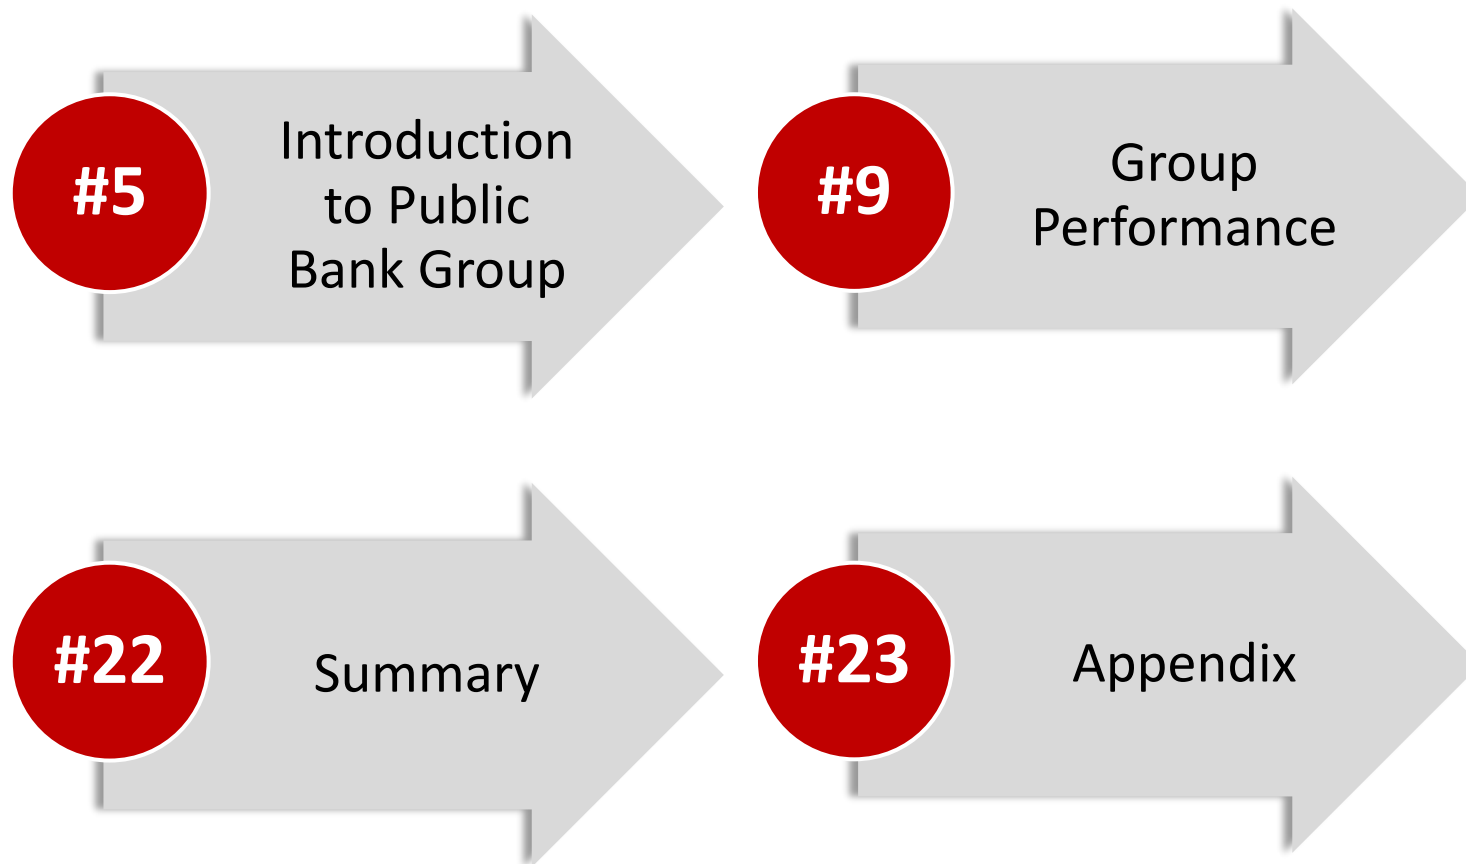 #5
Introduction
to Public
Bank Group
#9
Group
Performance
#22
Summary
#23
Appendix